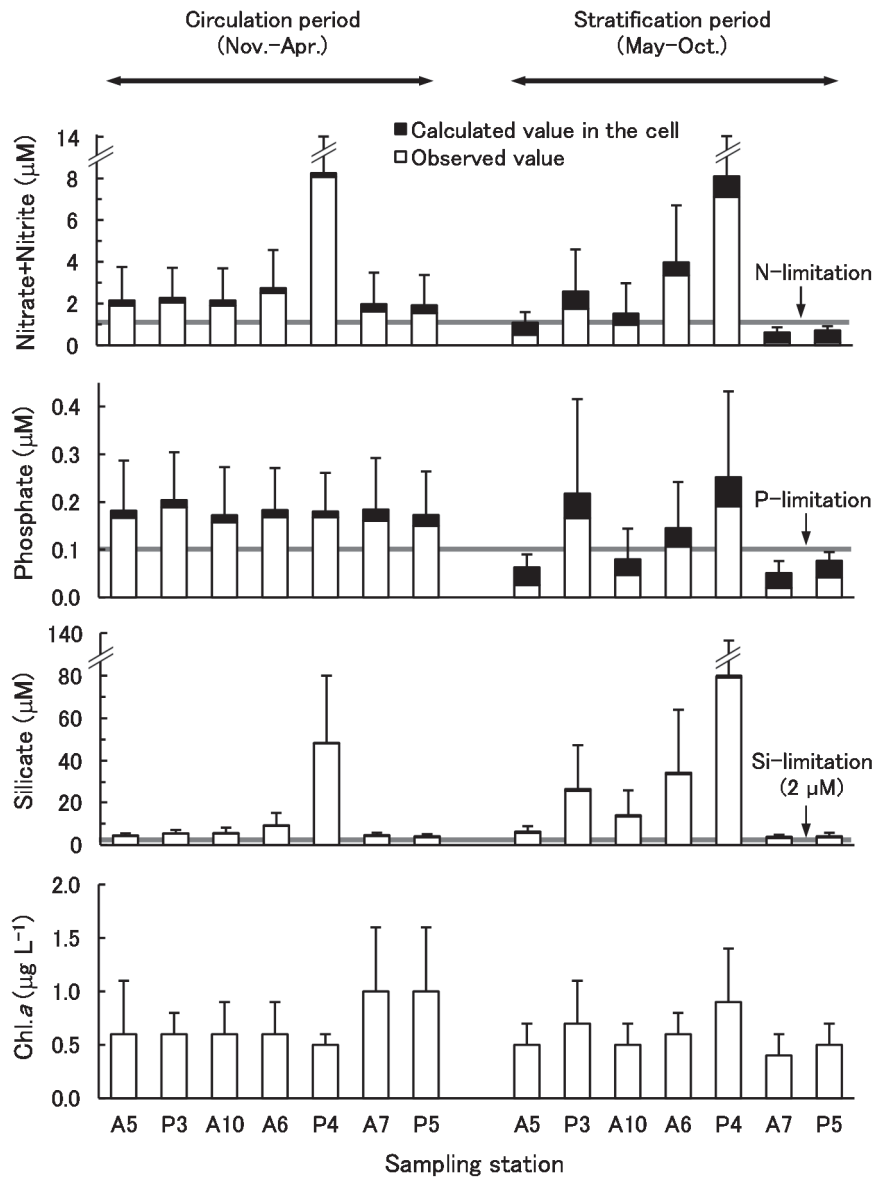 Circulation period
(Nov.-Apr.)
Stratification period
(May-Oct.)
Calculated value in the cell
Observed value
Nitrate+Nitrite (μM)
14
8
6
4
2
0
N-limitation
Phosphate (μM)
0.4
0.3
0.2
0.1
0.0
P-limitation
Silicate (μM)
140
80
60
40
20
0
Si-limitation
(2 μM)
Chl.a (μg L⁻¹)
2.0
1.5
1.0
0.5
0.0
A5 P3 A10 A6 P4 A7 P5 A5 P3 A10 A6 P4 A7 P5
Sampling station